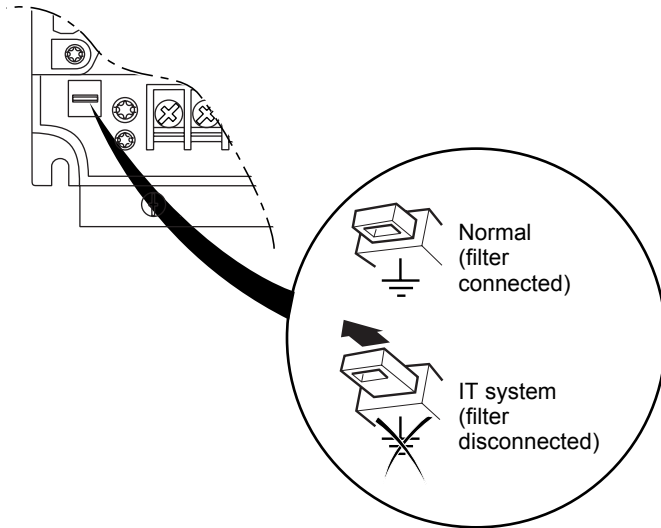 Normal
(filter
connected)
IT system
(filter
disconnected)